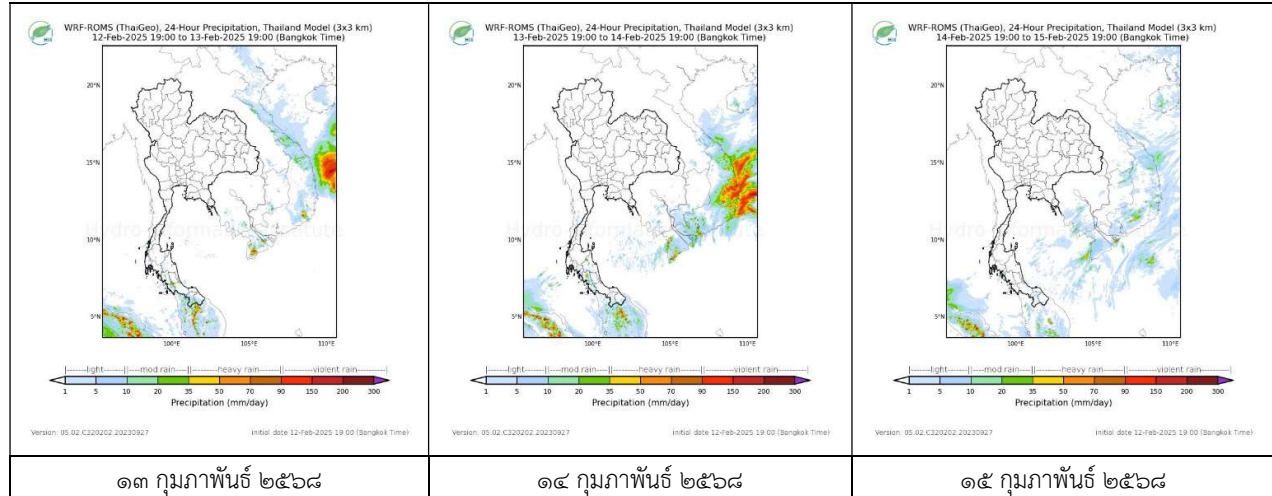 WRF-ROMS (ThaiGeo), 24-Hour Precipitation, Thailand Model (3x3 km)
12-Feb-2025 19:00 to 13-Feb-2025 19:00 (Bangkok Time)
20°N
15°N
10°N
5°N
100°E
105°E
110°E
light
mod rain
heavy rain
violent rain
1 5 10 20 35 50 70 90 150 200 300
Precipitation (mm/day)
Version: 05.02.C320202.20230927
initial date 12-Feb-2025 19:00 (Bangkok Time)
๑๓ กุมภาพันธ์ ๒๕๖๘
WRF-ROMS (ThaiGeo), 24-Hour Precipitation, Thailand Model (3x3 km)
13-Feb-2025 19:00 to 14-Feb-2025 19:00 (Bangkok Time)
20°N
15°N
10°N
5°N
100°E
105°E
110°E
light
mod rain
heavy rain
violent rain
1 5 10 20 35 50 70 90 150 200 300
Precipitation (mm/day)
Version: 05.02.C320202.20230927
initial date 12-Feb-2025 19:00 (Bangkok Time)
๑๔ กุมภาพันธ์ ๒๕๖๘
WRF-ROMS (ThaiGeo), 24-Hour Precipitation, Thailand Model (3x3 km)
14-Feb-2025 19:00 to 15-Feb-2025 19:00 (Bangkok Time)
20°N
15°N
10°N
5°N
100°E
105°E
110°E
light
mod rain
heavy rain
violent rain
1 5 10 20 35 50 70 90 150 200 300
Precipitation (mm/day)
Version: 05.02.C320202.20230927
initial date 12-Feb-2025 19:00 (Bangkok Time)
๑๕ กุมภาพันธ์ ๒๕๖๘